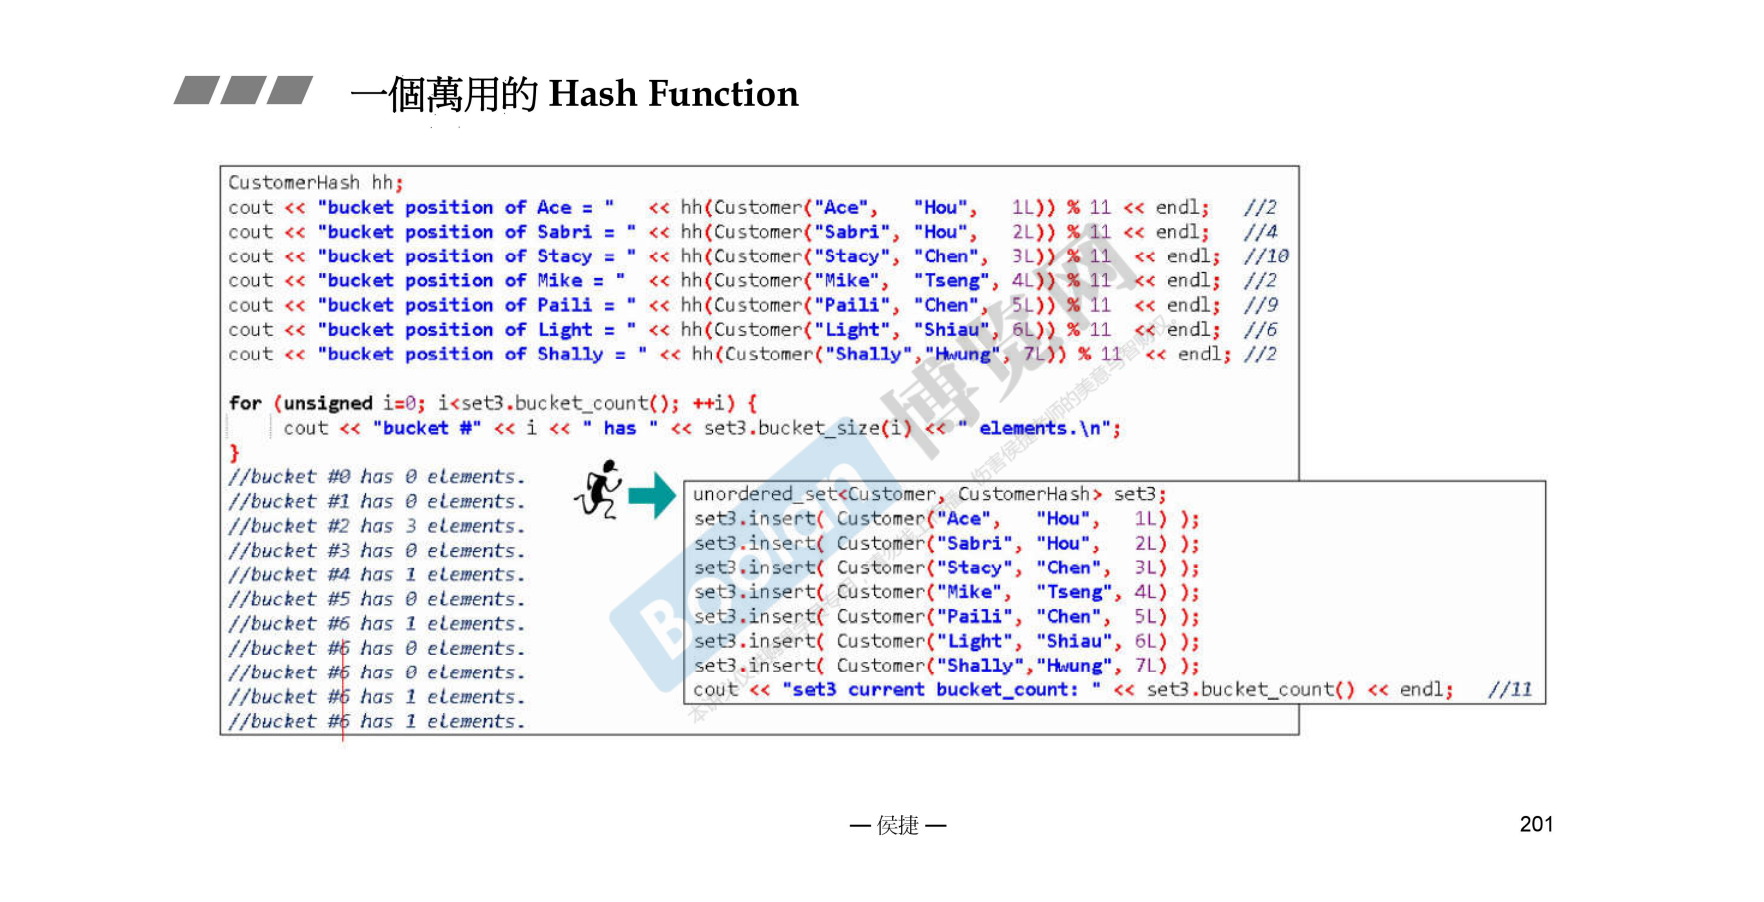 一個萬用的 Hash Function
CustomerHash hh;
cout << "bucket position of Ace = "   << hh(Customer("Ace",   "Hou",   1L)) % 11 << endl;   //2
cout << "bucket position of Sabri = " << hh(Customer("Sabri", "Hou",   2L)) % 11 << endl;   //4
cout << "bucket position of Stacy = " << hh(Customer("Stacy", "Chen",  3L)) % 11  << endl;  //10
cout << "bucket position of Mike = "  << hh(Customer("Mike",  "Tseng", 4L)) % 11  << endl;  //2
cout << "bucket position of Paili = " << hh(Customer("Paili", "Chen",  5L)) % 11  << endl;  //9
cout << "bucket position of Light = " << hh(Customer("Light", "Shiau", 6L)) % 11  << endl;  //6
cout << "bucket position of Shally = " << hh(Customer("Shally","Hwung", 7L)) % 11  << endl; //2
for (unsigned i=0; i<set3.bucket_count(); ++i) {
cout << "bucket #" << i << " has " << set3.bucket_size(i) << " elements.\n";
}
//bucket #0 has 0 elements.
//bucket #1 has 0 elements.
//bucket #2 has 3 elements.
//bucket #3 has 0 elements.
//bucket #4 has 1 elements.
//bucket #5 has 0 elements.
//bucket #6 has 1 elements.
//bucket #6 has 0 elements.
//bucket #6 has 0 elements.
//bucket #6 has 1 elements.
//bucket #6 has 1 elements.
unordered_set<Customer, CustomerHash> set3;
set3.insert( Customer("Ace",   "Hou",   1L) );
set3.insert( Customer("Sabri", "Hou",   2L) );
set3.insert( Customer("Stacy", "Chen",  3L) );
set3.insert( Customer("Mike",  "Tseng", 4L) );
set3.insert( Customer("Paili", "Chen",  5L) );
set3.insert( Customer("Light", "Shiau", 6L) );
set3.insert( Customer("Shally","Hwung", 7L) );
cout << "set3 current bucket_count: " << set3.bucket_count() << endl;   //11
Boolan 博览网
— 侯捷 —
201